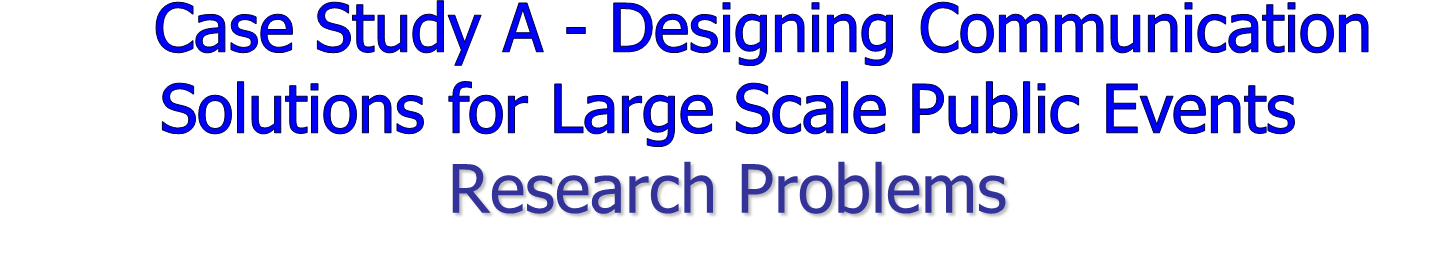 Case Study A - Designing Communication
Solutions for Large Scale Public Events
Research Problems